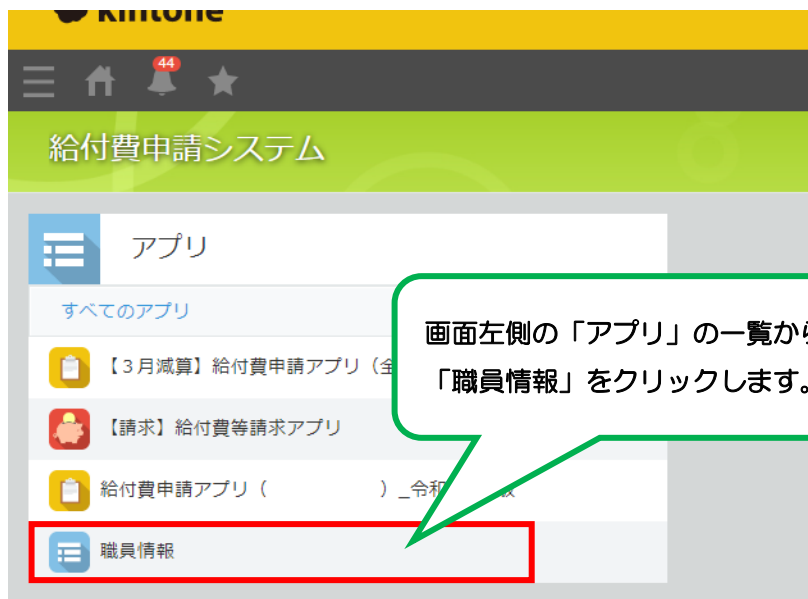 kintone
44
給付費申請システム
アプリ
すべてのアプリ
【３月減算】給付費申請アプリ（全
【請求】給付費等請求アプリ
給付費申請アプリ（　　　　　）_令和
職員情報
画面左側の「アプリ」の一覧から
「職員情報」をクリックします。